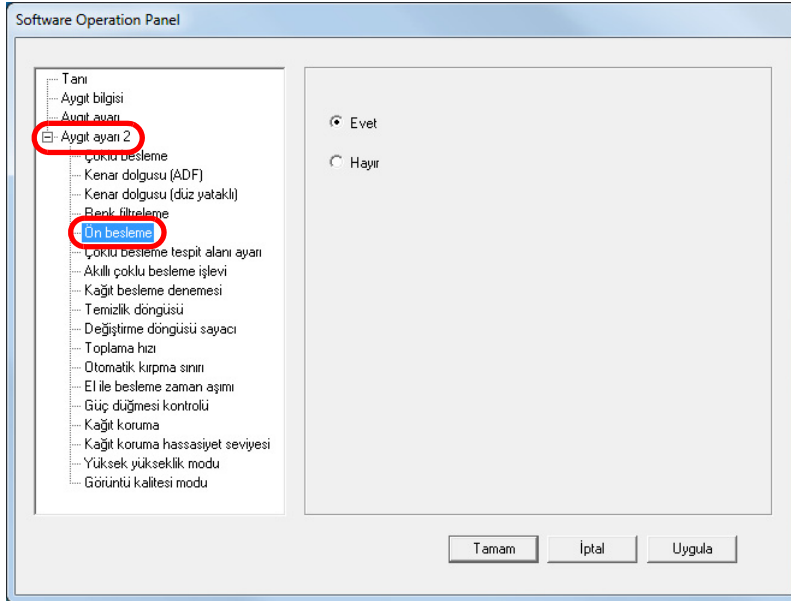 Software Operation Panel
Tanı
Aygıt bilgisi
Aygıt ayarı
Aygıt ayarı 2
Çoklu besleme
Kenar dolgusu (ADF)
Kenar dolgusu (düz yataklı)
Renk filtreleme
Ön besleme
Çoklu besleme tespit alanı ayarı
Akıllı çoklu besleme işlevi
Kağıt besleme denemesi
Temizlik döngüsü
Değiştirme döngüsü sayacı
Toplama hızı
Otomatik kırpma sınırı
El ile besleme zaman aşımı
Güç düğmesi kontrolü
Kağıt koruma
Kağıt koruma hassasiyet seviyesi
Yüksek yükseklik modu
Görüntü kalitesi modu
Evet
Hayır
Tamam
İptal
Uygula